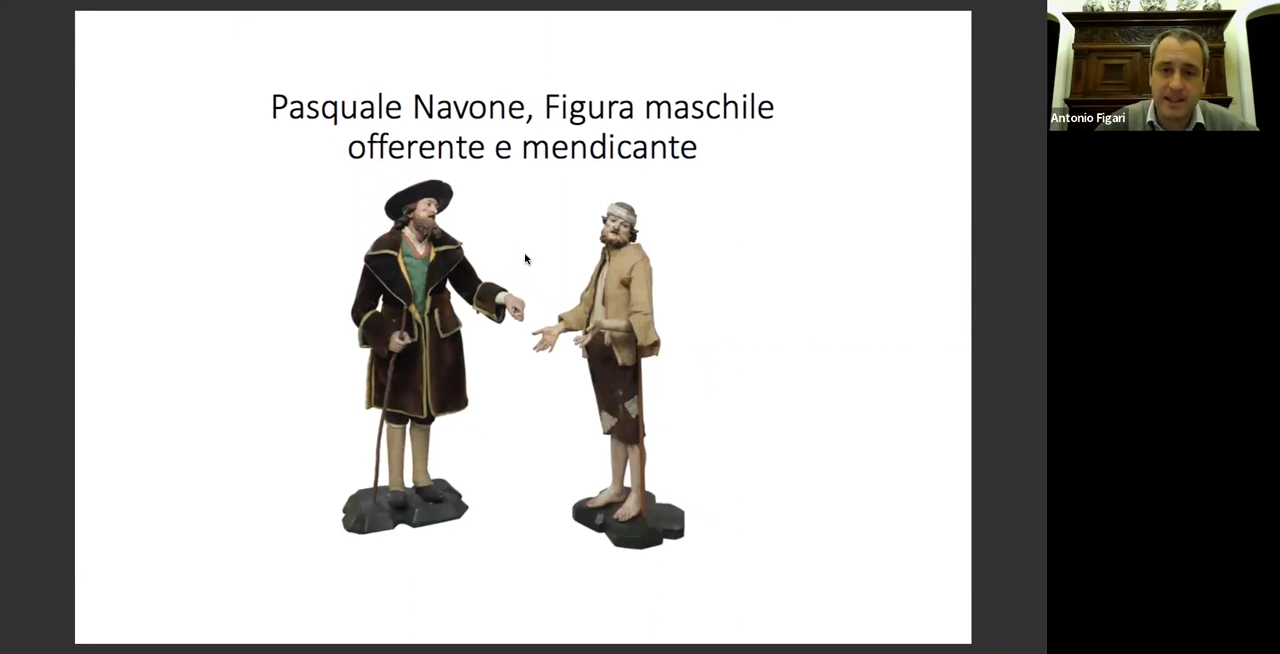 Pasquale Navone, Figura maschile
offerente e mendicante
Antonio Figari